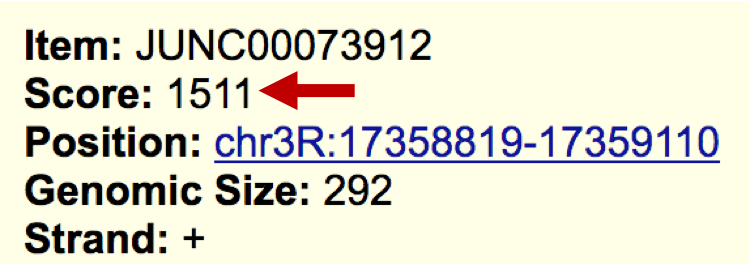 Item: JUNC00073912
Score: 1511
Position: chr3R:17358819-17359110
Genomic Size: 292
Strand: +